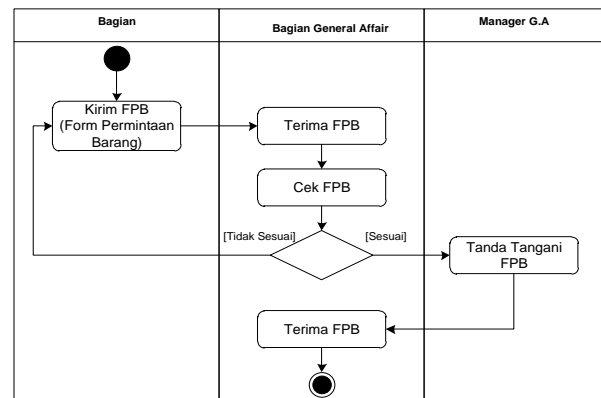 Bagian
Bagian General Affair
Manager G.A
Kirim FPB
(Form Permintaan
Barang)
Terima FPB
Cek FPB
[Tidak Sesuai]
[Sesuai]
Tanda Tangani
FPB
Terima FPB